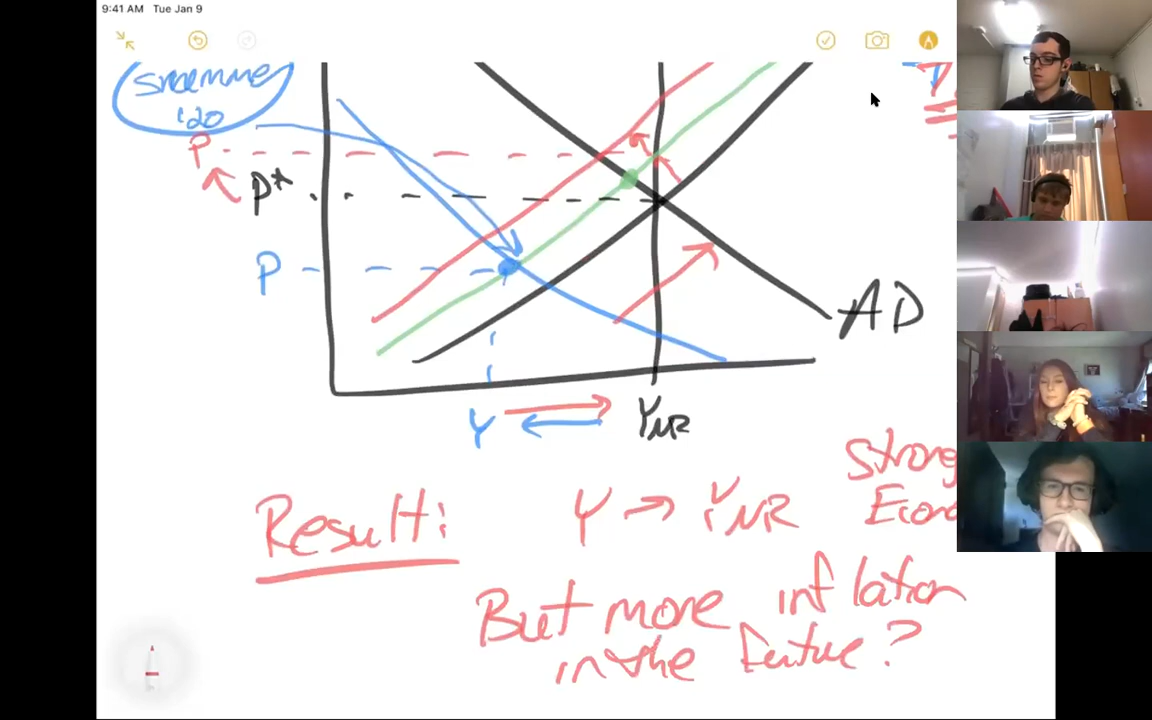 9:41 AM Tue Jan 9
Summer
'20
P
P*
P
AD
Y
YNR
Result:
Y → YNR
Strong
Econo
But more inflation
in the future?